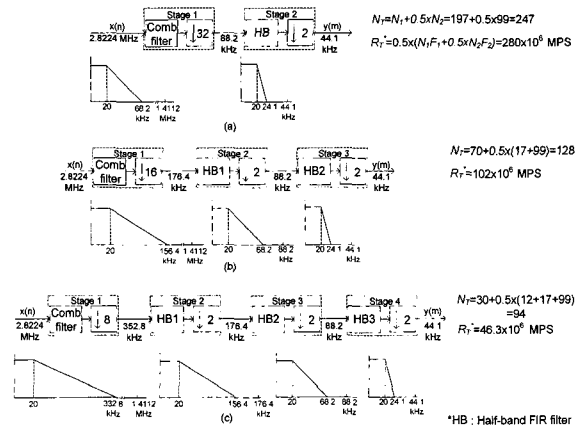 Stage 1 Stage 2
x(n) Comb filter ↓ 32 HB ↓ 2 y(m)
2.8224 MHz 88.2 kHz 44.1 kHz
N_T=N_1+0.5xN_2=197+0.5x99=247
R_T*=0.5x(N_1F_1+0.5xN_2F_2)=280x10^6 MPS
20 68 2 kHz 1 4112 MHz
20 24 1 44 1 kHz
(a)
Stage 1 Stage 2 Stage 3
x(n) Comb filter ↓ 16 HB1 ↓ 2 HB2 ↓ 2 y(m)
2.8224 MHz 176.4 kHz 88.2 kHz 44.1 kHz
N_T=70+0.5x(17+99)=128
R_T*=102x10^6 MPS
20 156 4 kHz 1 4112 MHz
20 68.2 kHz 88 2 kHz
20 24 1 kHz 44 1 kHz
(b)
Stage 1 Stage 2 Stage 3 Stage 4
x(n) Comb filter ↓ 8 HB1 ↓ 2 HB2 ↓ 2 HB3 ↓ 2 y(m)
2.8224 MHz 352.8 kHz 176.4 kHz 88.2 kHz 44 1 kHz
N_T=30+0.5x(12+17+99)
=94
R_T*=46.3x10^6 MPS
20 332 8 kHz 1 4112 MHz
20 156 4 kHz 176.4 kHz
20 68 2 kHz 88 2 kHz
20 24 1 kHz 44 1 kHz
(c)
*HB : Half-band FIR filter